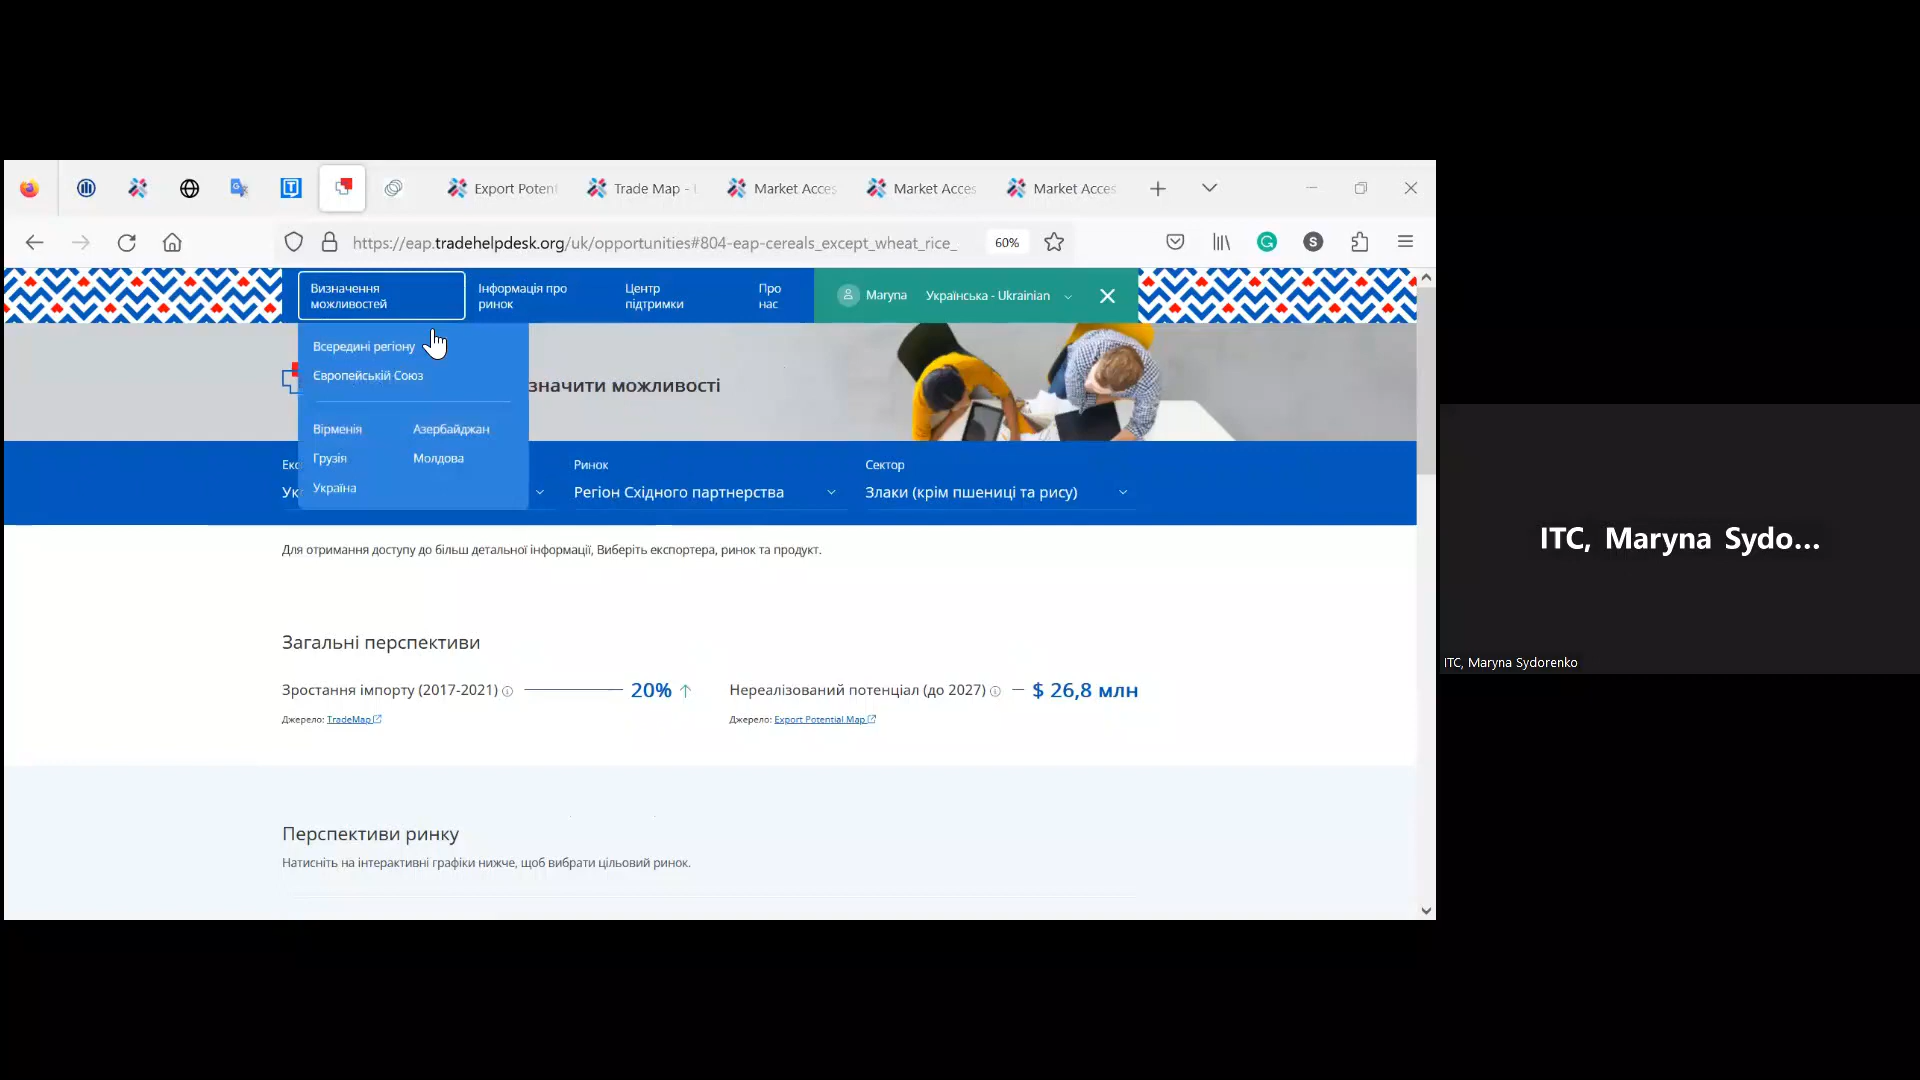 Export Potent
Trade Map - U
Market Acces
Market Acces
Market Acces
https://eap.tradehelpdesk.org/uk/opportunities#804-eap-cereals_except_wheat_rice_
60%
Визначення можливостей
Інформація про ринок
Центр підтримки
Про нас
Maryna
Українська - Ukrainian
Всередині регіону
Європейській Союз
Вірменія
Азербайджан
Грузія
Молдова
Україна
значити можливості
Ринок
Регіон Східного партнерства
Сектор
Злаки (крім пшениці та рису)
Для отримання доступу до більш детальної інформації, Виберіть експортера, ринок та продукт.
Загальні перспективи
Зростання імпорту (2017-2021)
20%
Нереалізований потенціал (до 2027)
$ 26,8 млн
Джерело: TradeMap
Джерело: Export Potential Map
Перспективи ринку
Натисніть на інтерактивні графіки нижче, щоб вибрати цільовий ринок.
ITC, Maryna Sydo...
ITC, Maryna Sydorenko